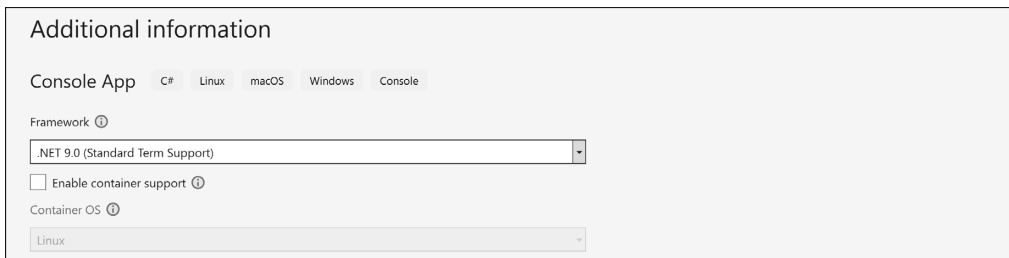 Additional information
Console App C# Linux macOS Windows Console
Framework
.NET 9.0 (Standard Term Support)
Enable container support
Container OS
Linux